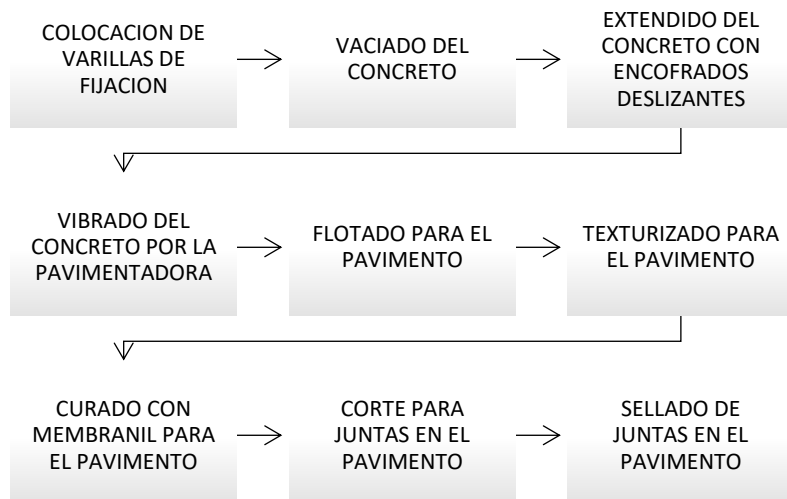 COLOCACION DE
VARILLAS DE
FIJACION
VACIADO DEL
CONCRETO
EXTENDIDO DEL
CONCRETO CON
ENCOFRADOS
DESLIZANTES
VIBRADO DEL
CONCRETO POR LA
PAVIMENTADORA
FLOTADO PARA EL
PAVIMENTO
TEXTURIZADO PARA
EL PAVIMENTO
CURADO CON
MEMBRANIL PARA
EL PAVIMENTO
CORTE PARA
JUNTAS EN EL
PAVIMENTO
SELLADO DE
JUNTAS EN EL
PAVIMENTO